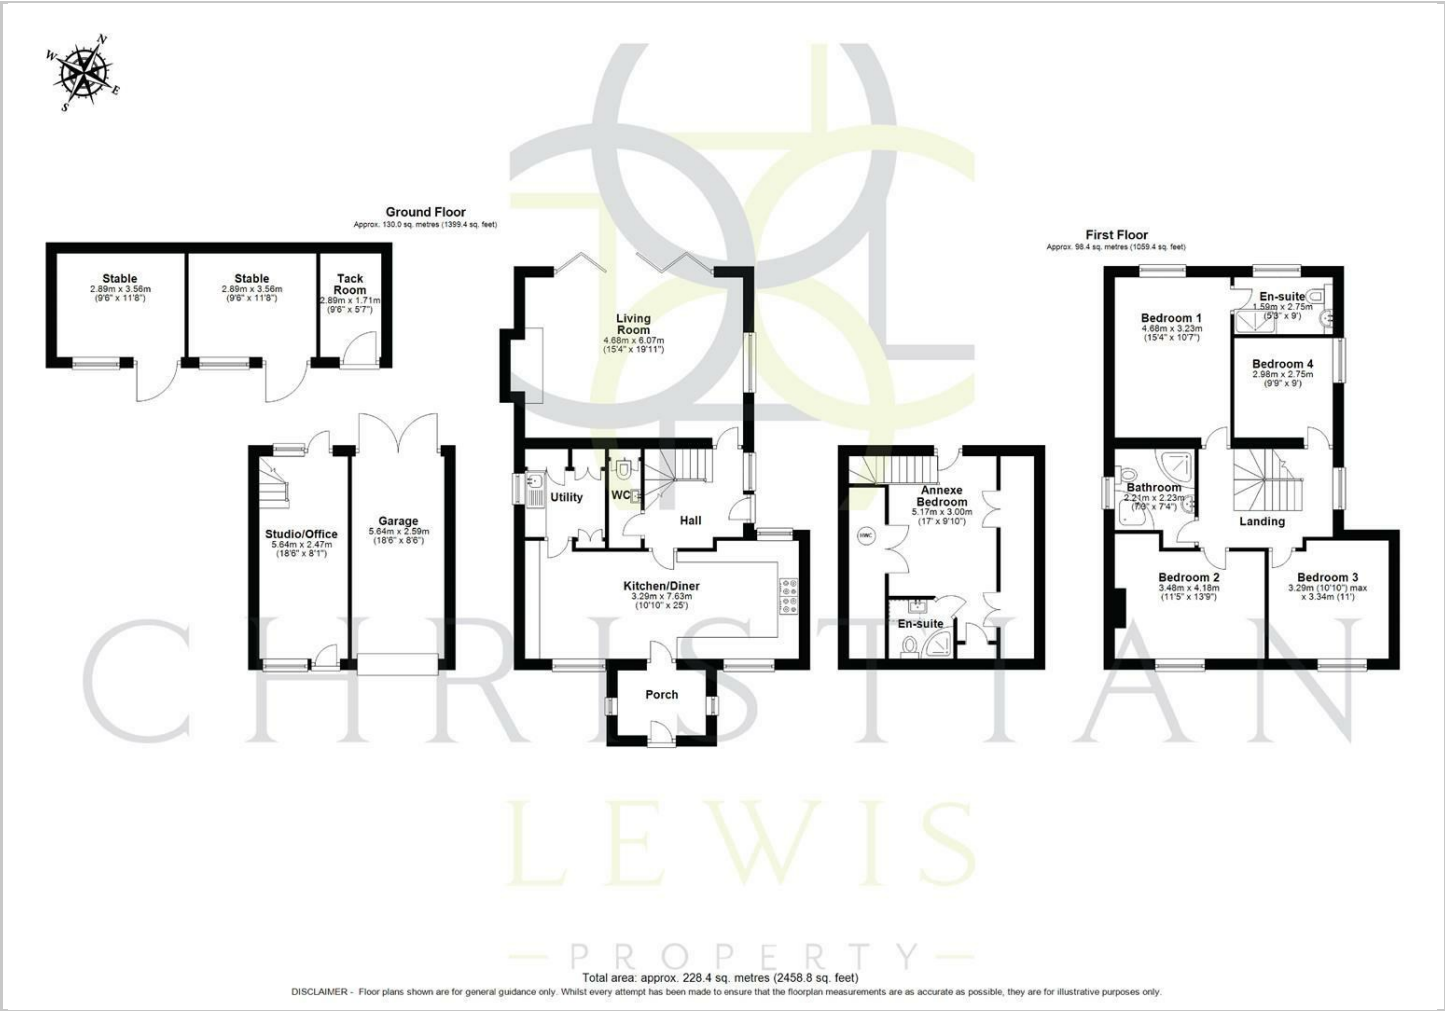 N
W
E
S
Ground Floor
Approx. 130.0 sq. metres (1399.4 sq. feet)
First Floor
Approx. 98.4 sq. metres (1059.4 sq. feet)
Stable
2.89m x 3.56m
(9'6" x 11'8")
Stable
2.89m x 3.56m
(9'6" x 11'8")
Tack
Room
2.89m x 1.71m
(9'6" x 5'7")
Living
Room
4.68m x 6.07m
(15'4" x 19'11")
Bedroom 1
4.68m x 3.23m
(15'4" x 10'7")
En-suite
1.59m x 2.75m
(5'3" x 9')
Bedroom 4
2.98m x 2.75m
(9'9" x 9')
Studio/Office
5.64m x 2.47m
(18'6" x 8'1")
Garage
5.64m x 2.59m
(18'6" x 8'6")
Utility
WC
Hall
Kitchen/Diner
3.29m x 7.63m
(10'10" x 25')
Porch
Annexe
Bedroom
5.17m x 3.00m
(17' x 9'10")
HWC
En-suite
Bathroom
2.21m x 2.23m
(7'3" x 7'4")
Landing
Bedroom 2
3.48m x 4.18m
(11'5" x 13'9")
Bedroom 3
3.29m (10'10") max
x 3.34m (11')
CHRISTIAN
LEWIS
PROPERTY
Total area: approx. 228.4 sq. metres (2458.8 sq. feet)
DISCLAIMER - Floor plans shown are for general guidance only. Whilst every attempt has been made to ensure that the floorplan measurements are as accurate as possible, they are for illustrative purposes only.